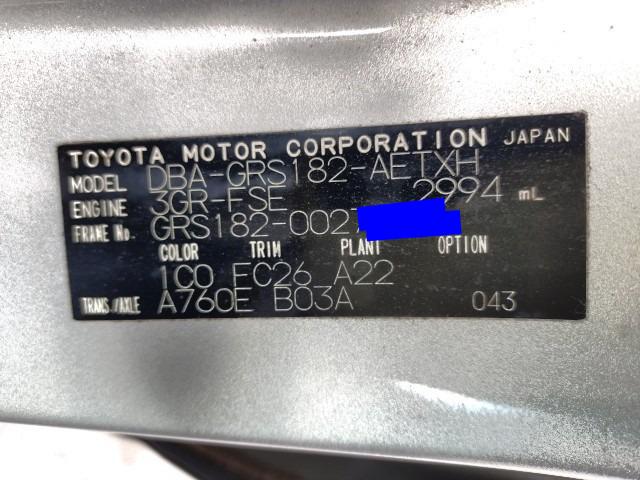 TOYOTA MOTOR CORPORATION JAPAN
MODEL DBA-GRS182-AETXH
ENGINE 3GR-FSE 2994 mL
FRAME No. GRS182-0027
COLOR TRIM PLANT OPTION
1C0 FC26 A22
TRANS./AXLE A760E B03A 043